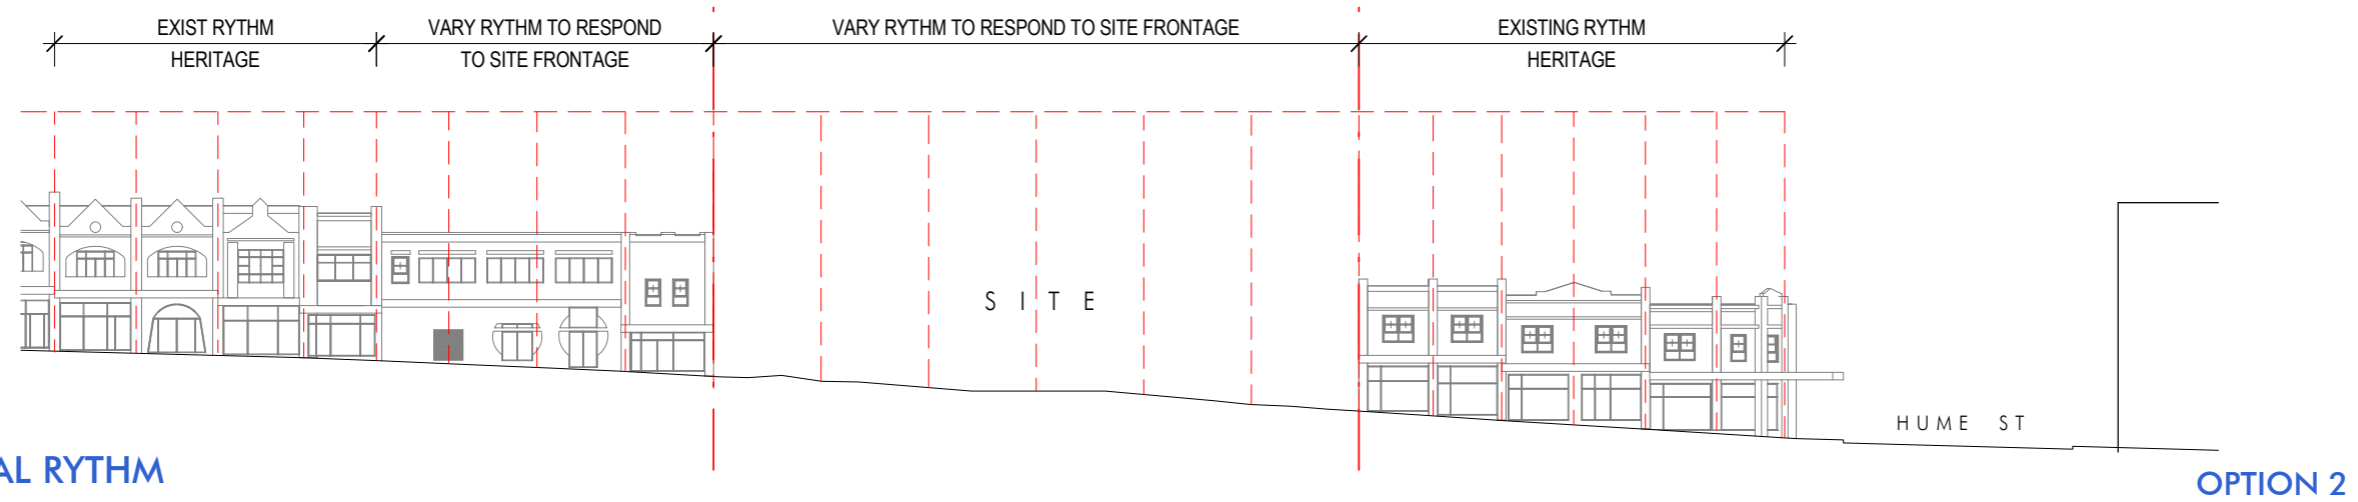 EXIST RYTHM
HERITAGE
VARY RYTHM TO RESPOND
TO SITE FRONTAGE
VARY RYTHM TO RESPOND TO SITE FRONTAGE
EXISTING RYTHM
HERITAGE
SITE
HUME ST
AL RYTHM
OPTION 2